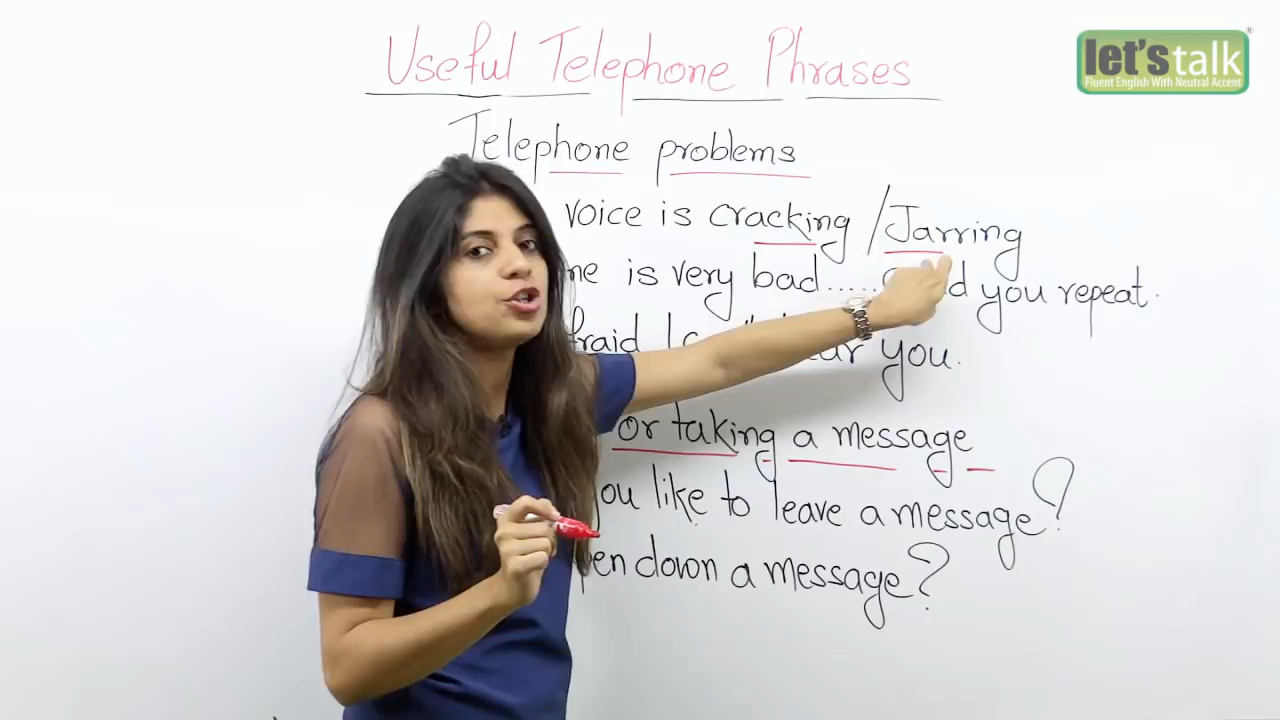 Useful Telephone Phrases
let's talk
Fluent English With Neutral Accent
Telephone problems
voice is cracking / Jarring
is very bad..... you repeat.
you.
or taking a message
like to leave a message?
down a message?